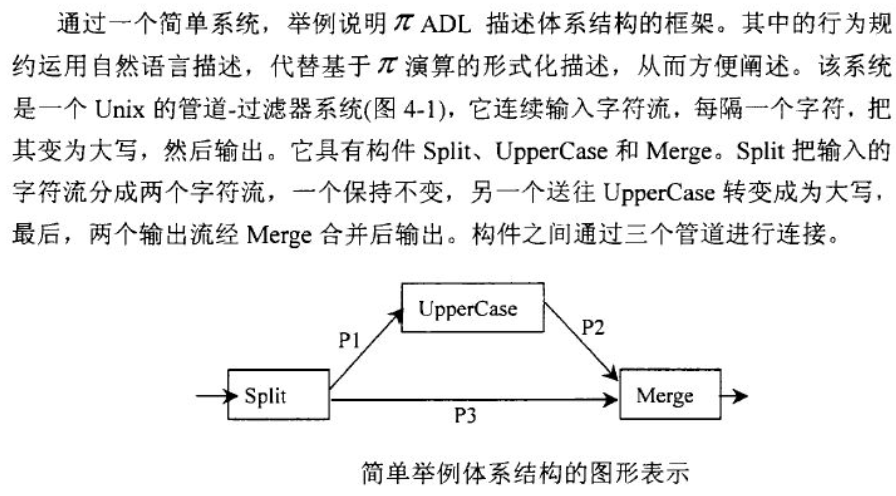 通过一个简单系统，举例说明 π ADL 描述体系结构的框架。其中的行为规
约运用自然语言描述，代替基于 π 演算的形式化描述，从而方便阐述。该系统
是一个 Unix 的管道-过滤器系统(图 4-1)，它连续输入字符流，每隔一个字符，把
其变为大写，然后输出。它具有构件 Split、UpperCase 和 Merge。Split 把输入的
字符流分成两个字符流，一个保持不变，另一个送往 UpperCase 转变成为大写，
最后，两个输出流经 Merge 合并后输出。构件之间通过三个管道进行连接。
UpperCase
P1
P2
Split
Merge
P3
简单举例体系结构的图形表示